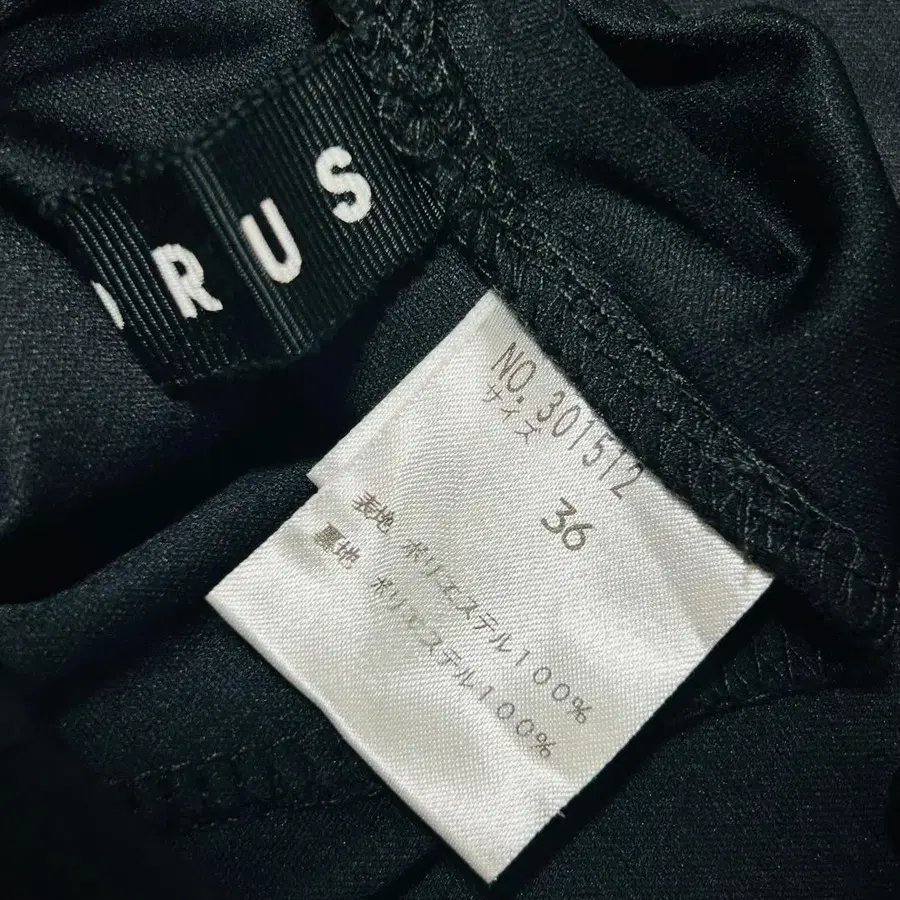 RUS
NO.301512
サイズ
36
表地 ポリエステル100%
裏地 ポリエステル100%